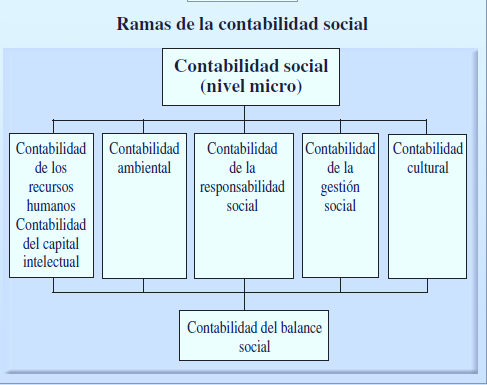 Ramas de la contabilidad social
Contabilidad social
(nivel micro)
Contabilidad
de los
recursos
humanos
Contabilidad
del capital
intelectual
Contabilidad
ambiental
Contabilidad
de la
responsabilidad
social
Contabilidad
de la
gestión
social
Contabilidad
cultural
Contabilidad del balance
social